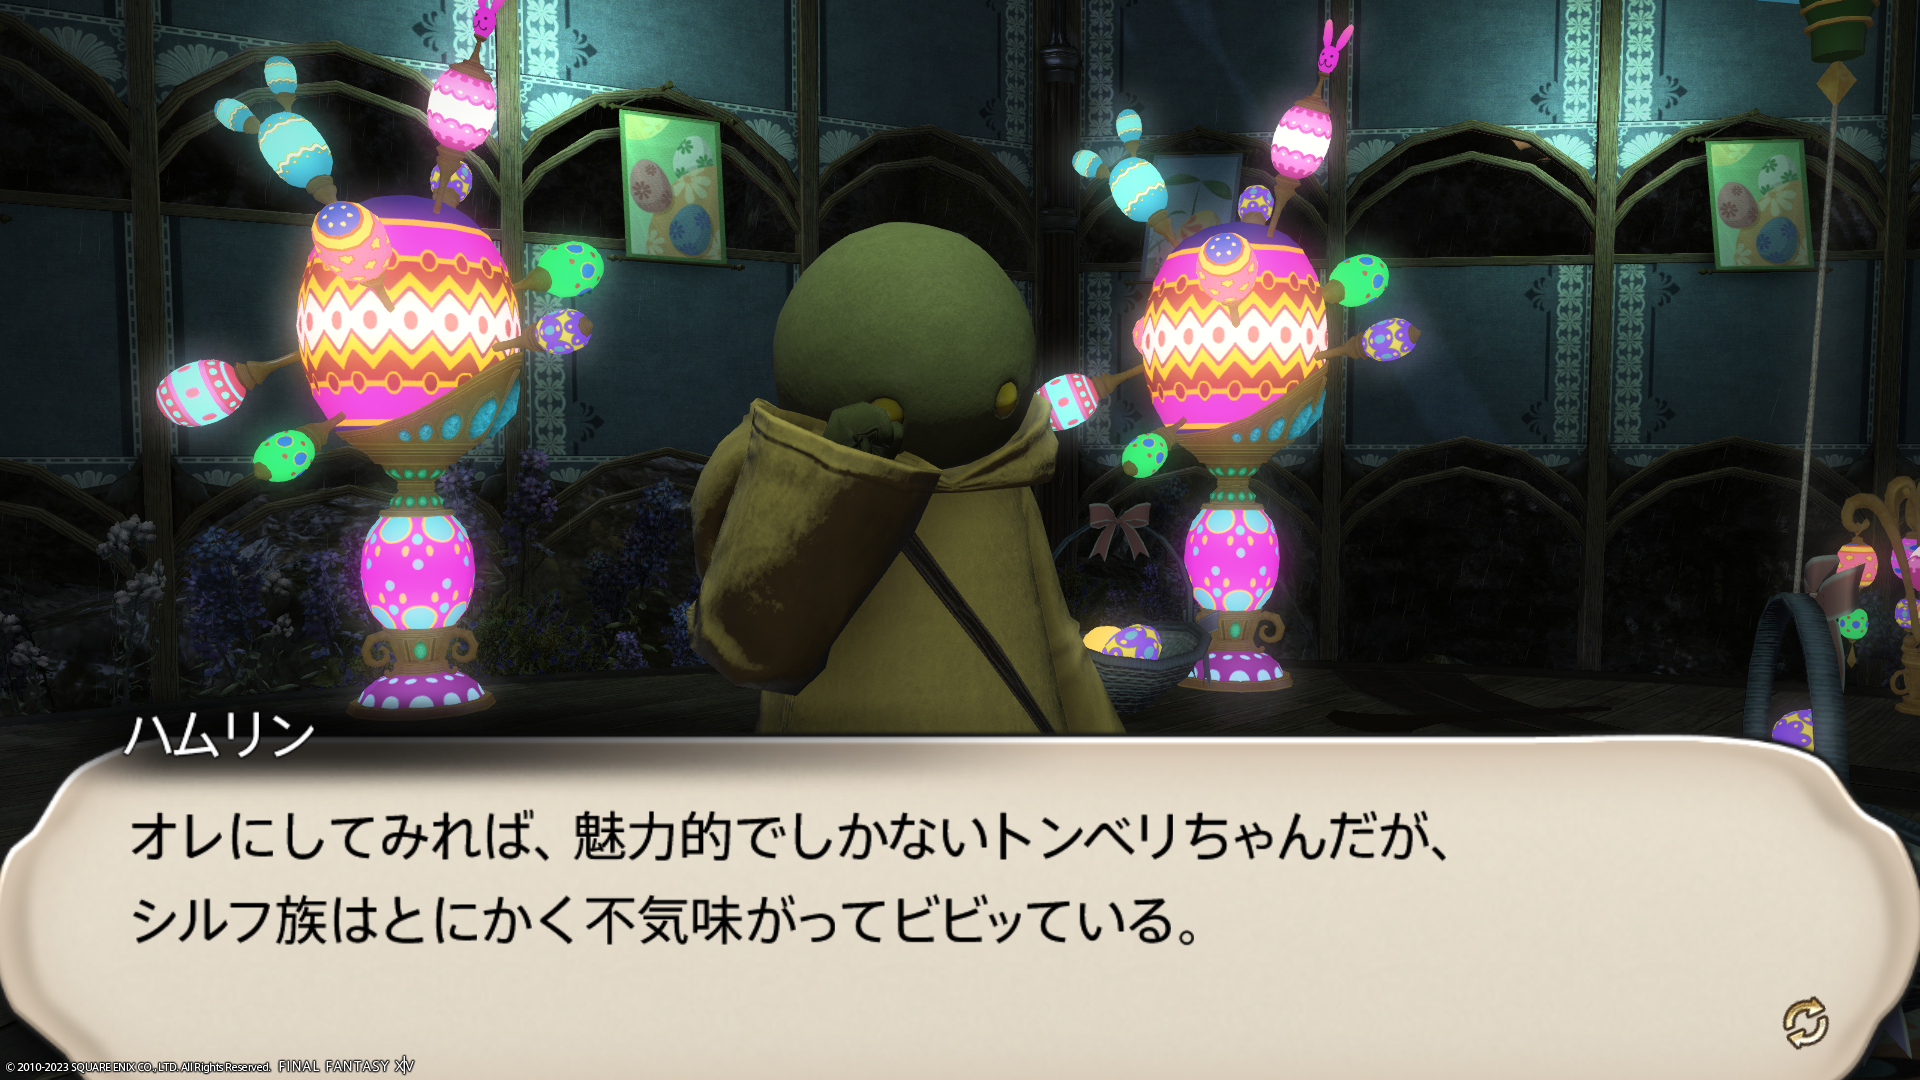 ハムリン
オレにしてみれば、魅力的でしかないトンベリちゃんだが、
シルフ族はとにかく不気味がってビビッている。
© 2010-2023 SQUARE ENIX CO., LTD. All Rights Reserved. FINAL FANTASY XIV